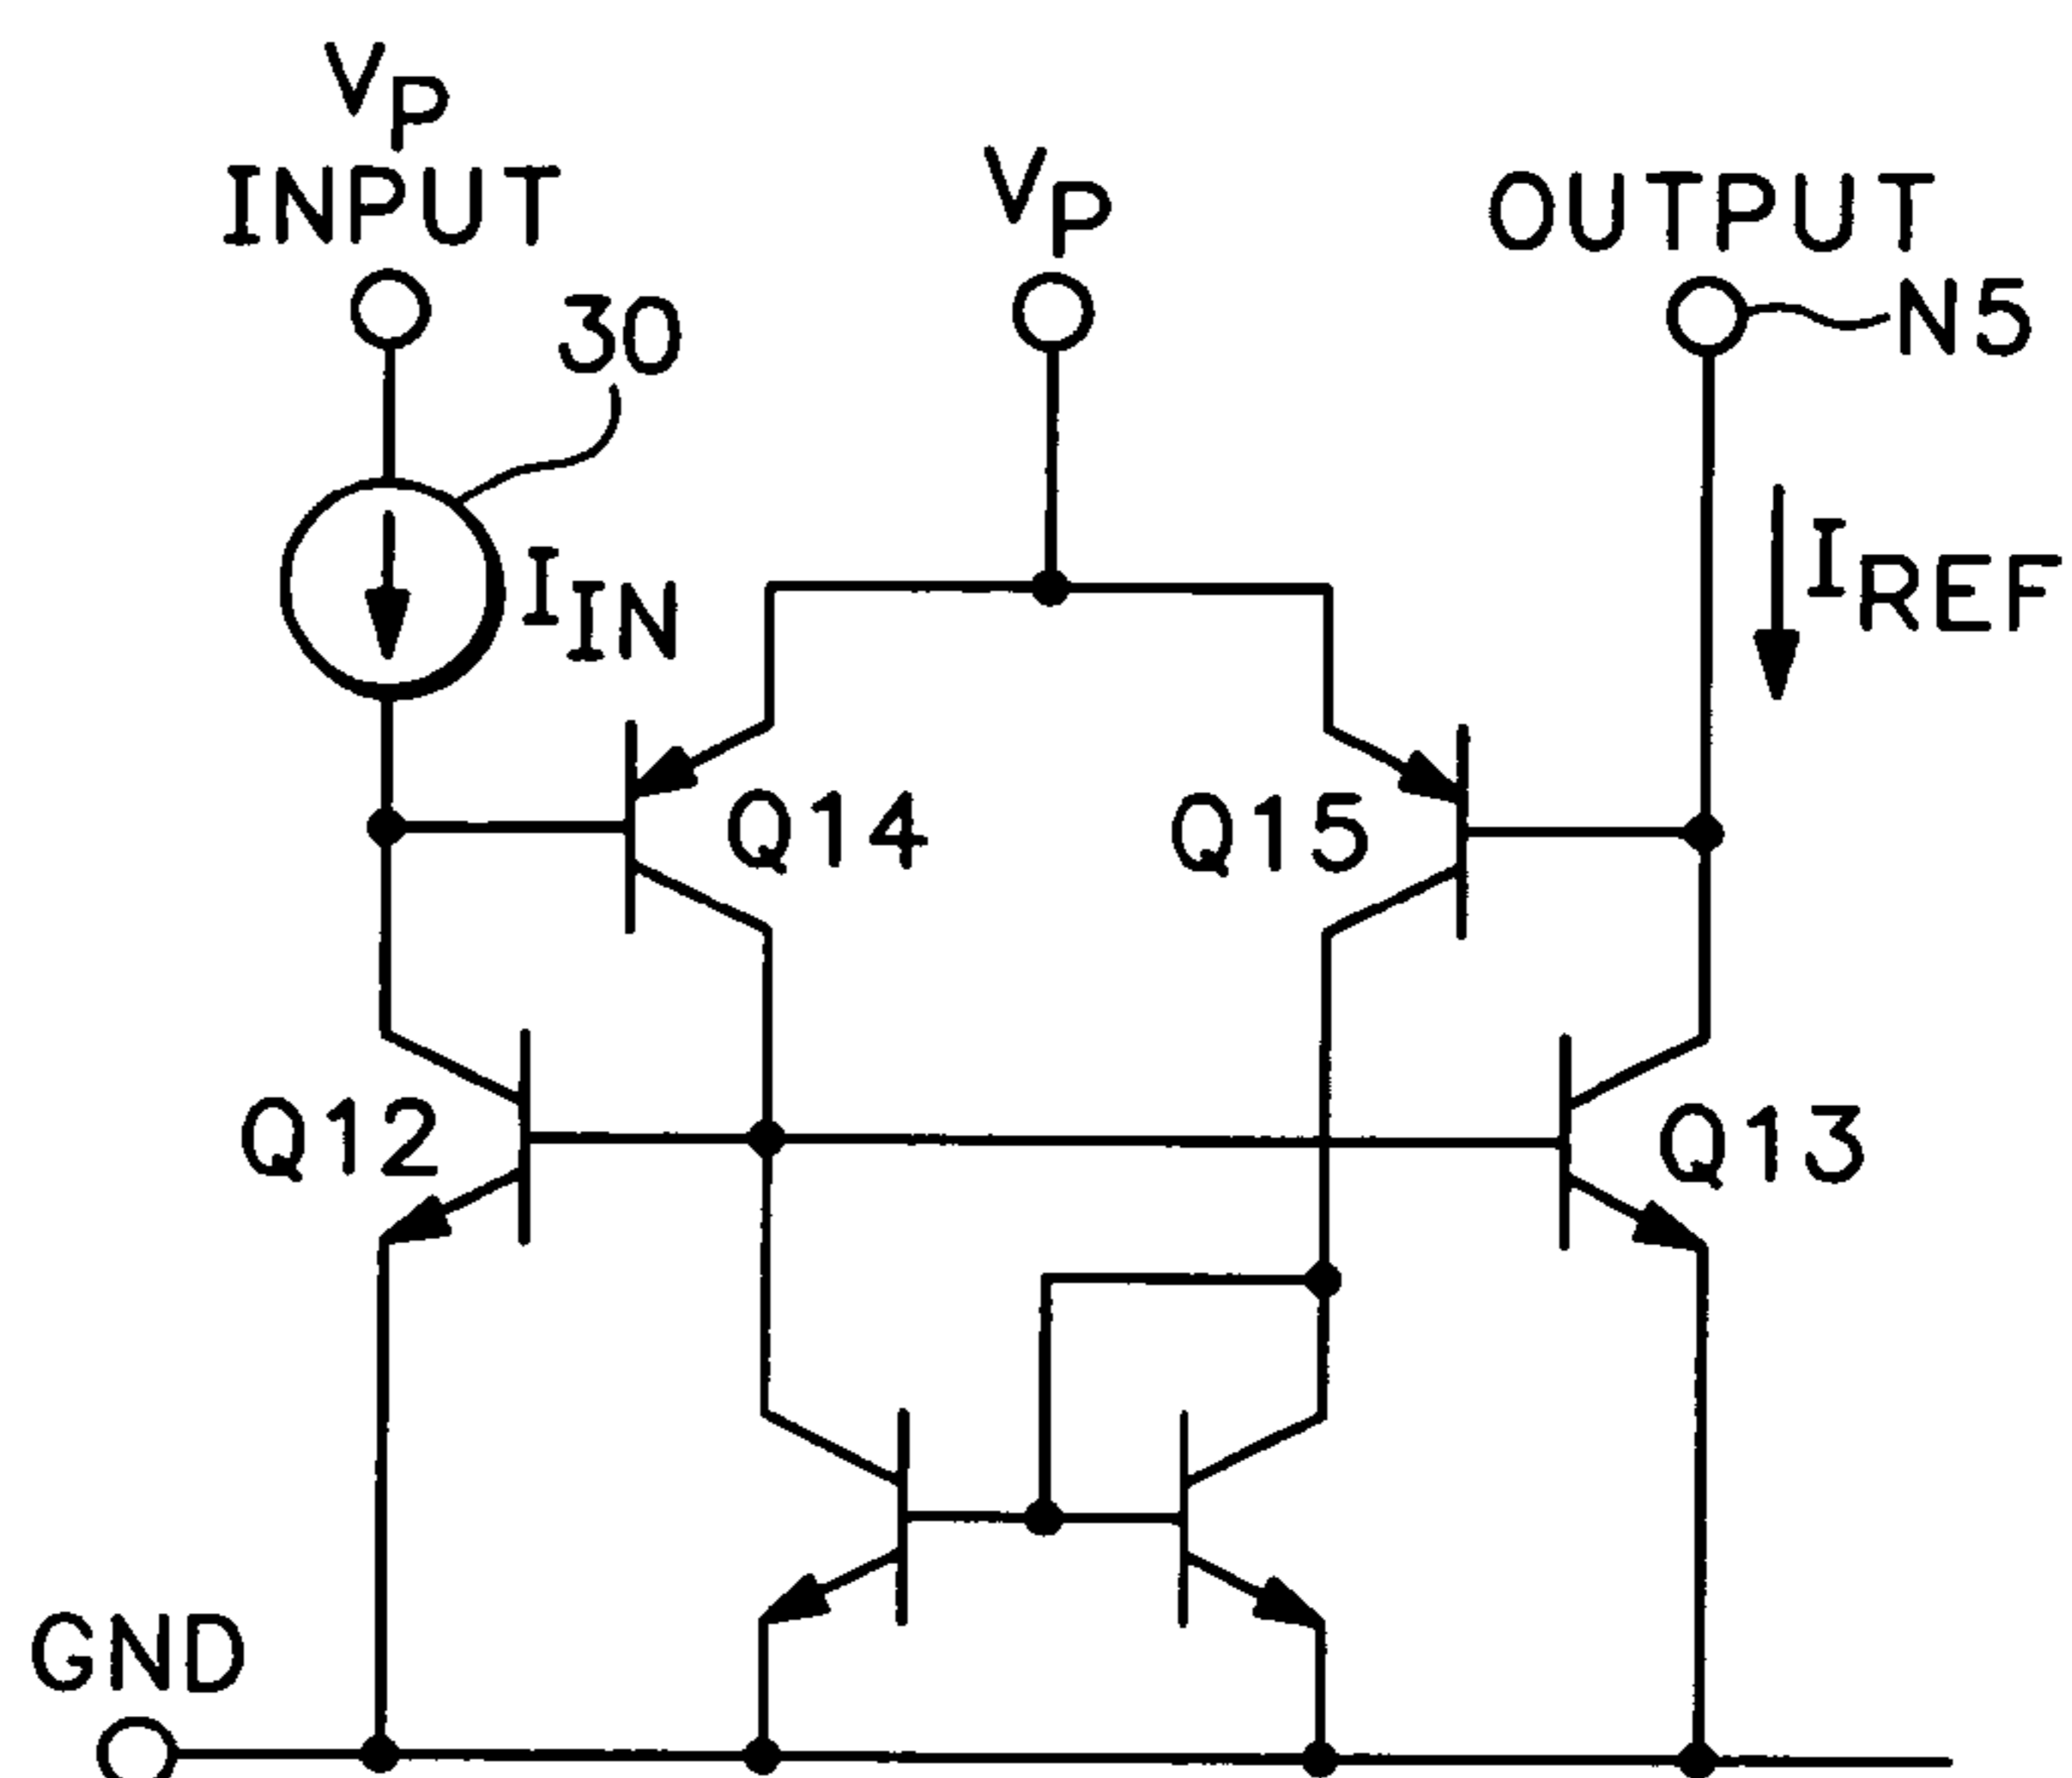 VP
INPUT
VP
OUTPUT
N5
30
IIN
IREF
Q14
Q15
Q12
Q13
GND